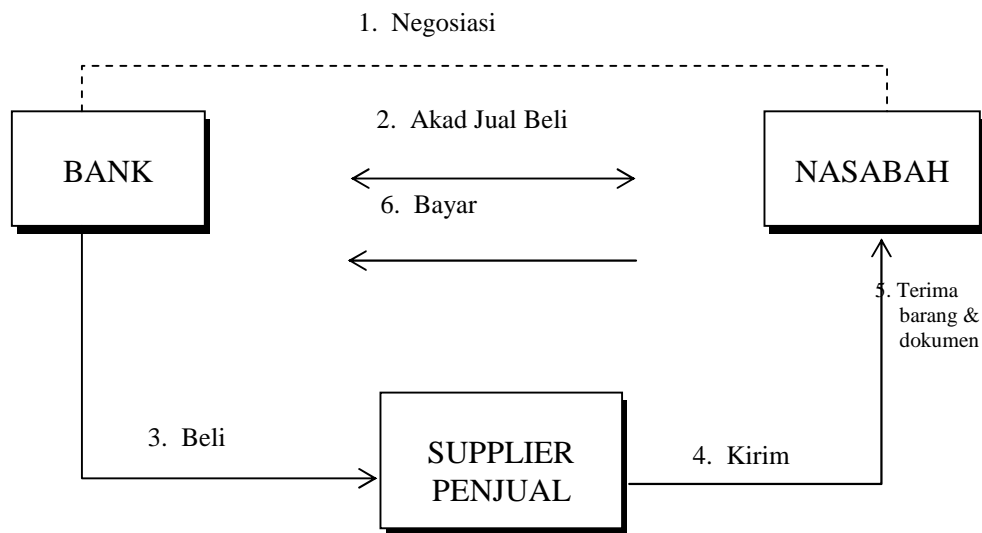 1. Negosiasi
2. Akad Jual Beli
BANK
NASABAH
6. Bayar
5. Terima
barang &
dokumen
3. Beli
SUPPLIER
PENJUAL
4. Kirim